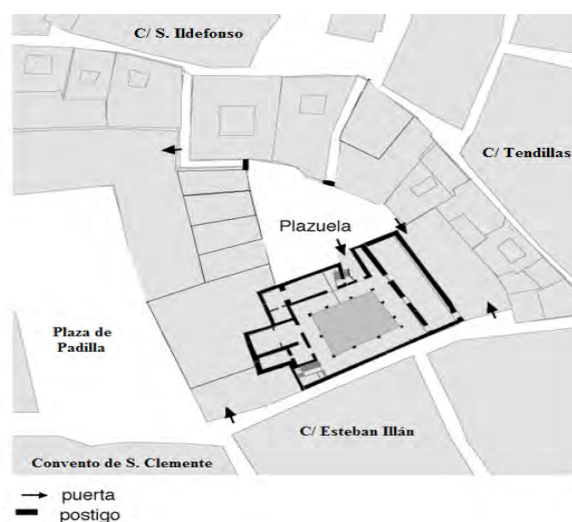 C/ S. Ildefonso
C/ Tendillas
Plazuela
Plaza de
Padilla
C/ Esteban Illán
Convento de S. Clemente
puerta
postigo